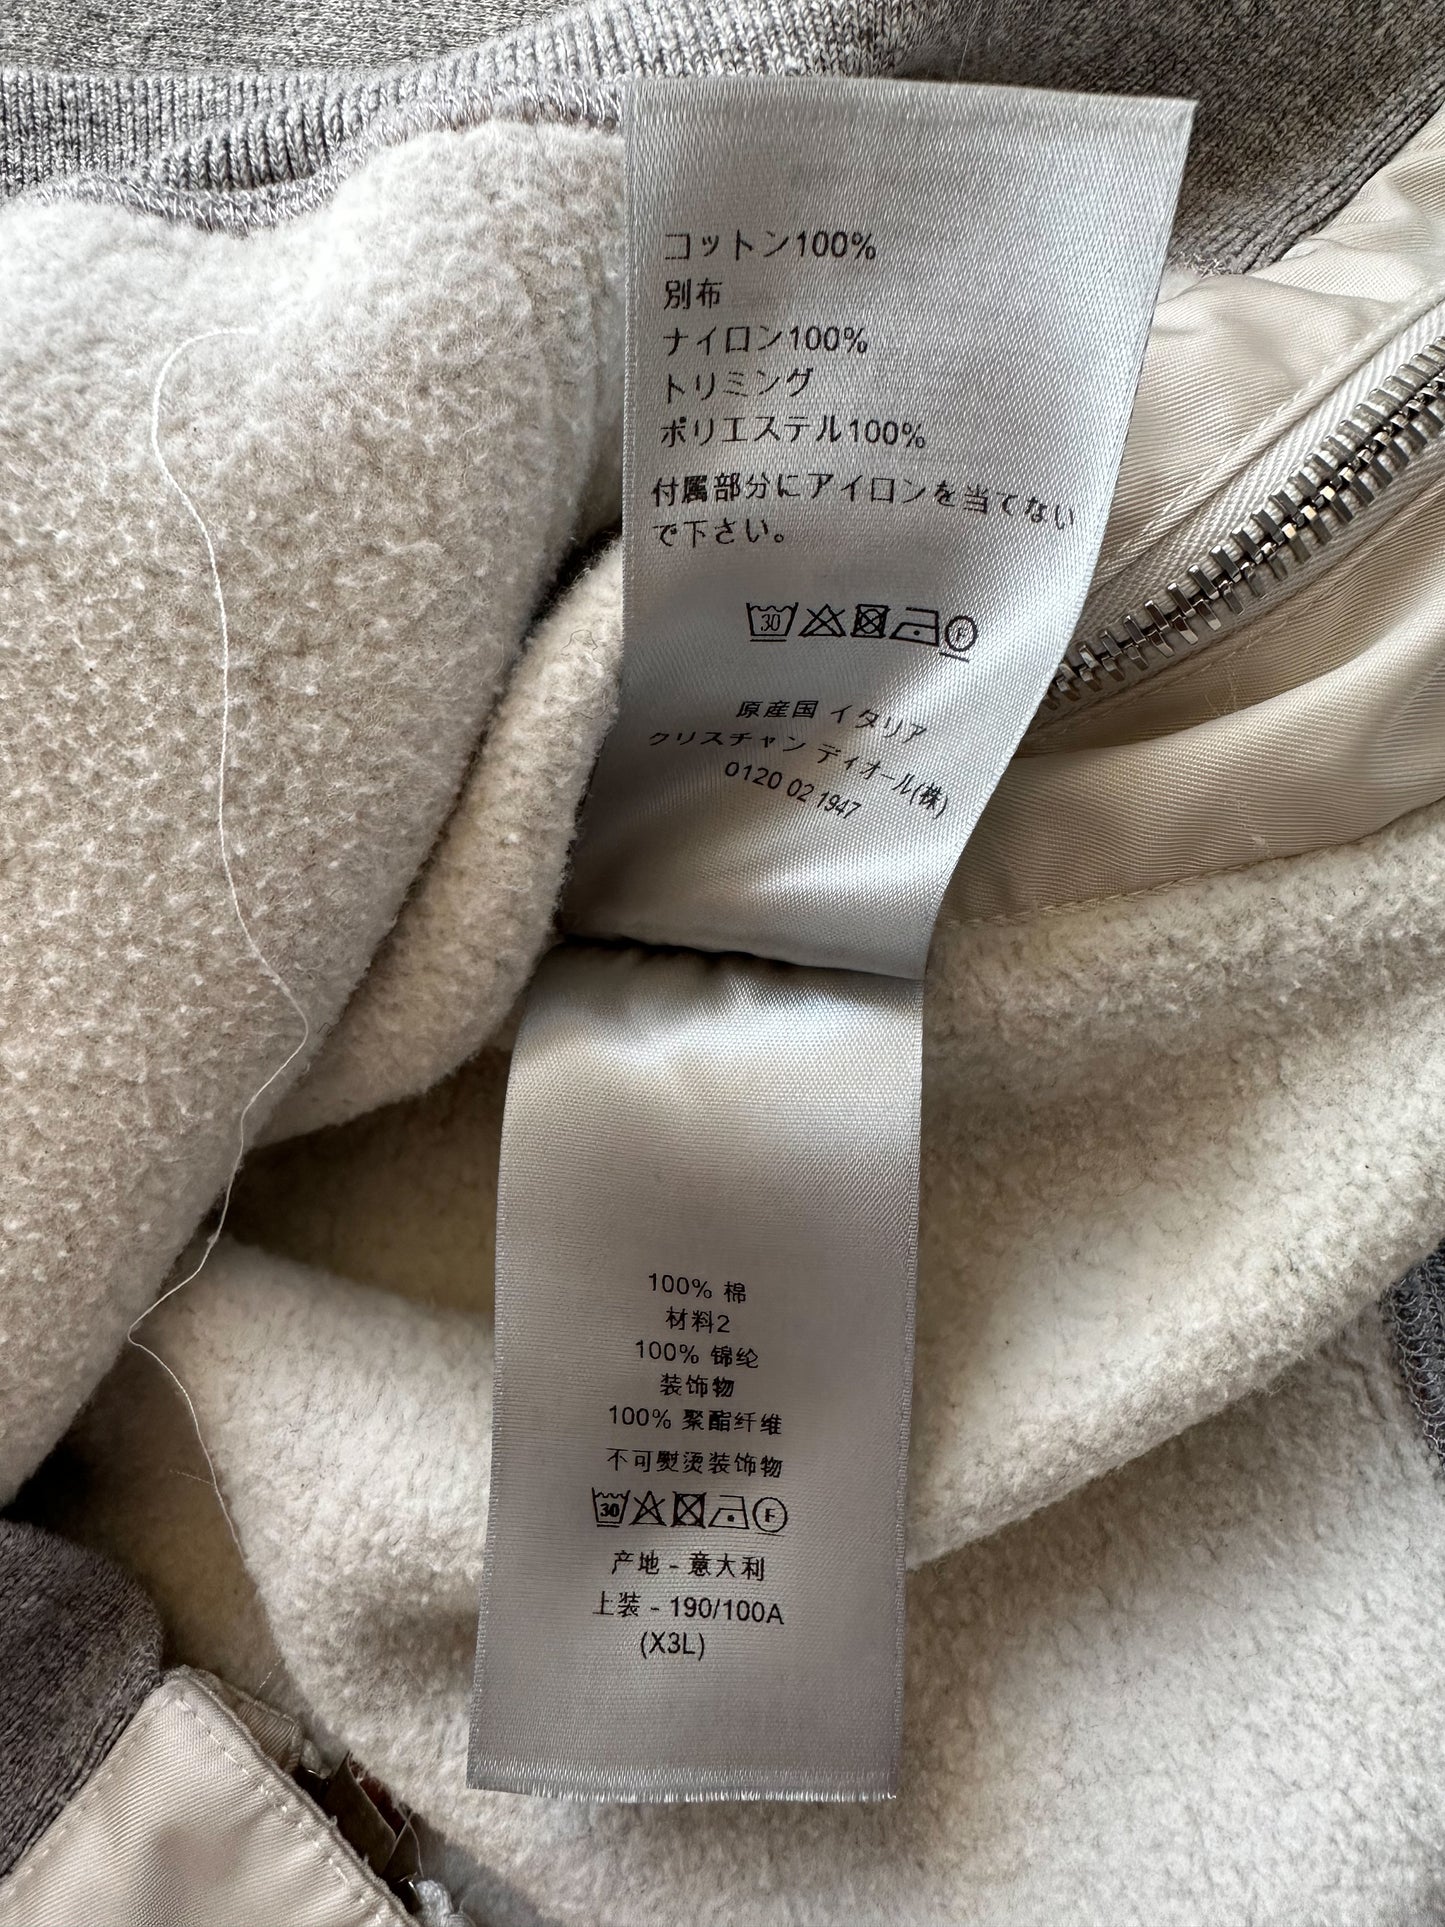 コットン100%
別布
ナイロン100%
トリミング
ポリエステル100%
付属部分にアイロンを当てない
で下さい。
30
F
原産国 イタリア
クリスチャン ディオール(株)
0120 02 1947
100% 棉
材料2
100% 锦纶
装饰物
100% 聚酯纤维
不可熨烫装饰物
30
F
产地 - 意大利
上装 - 190/100A
(X3L)